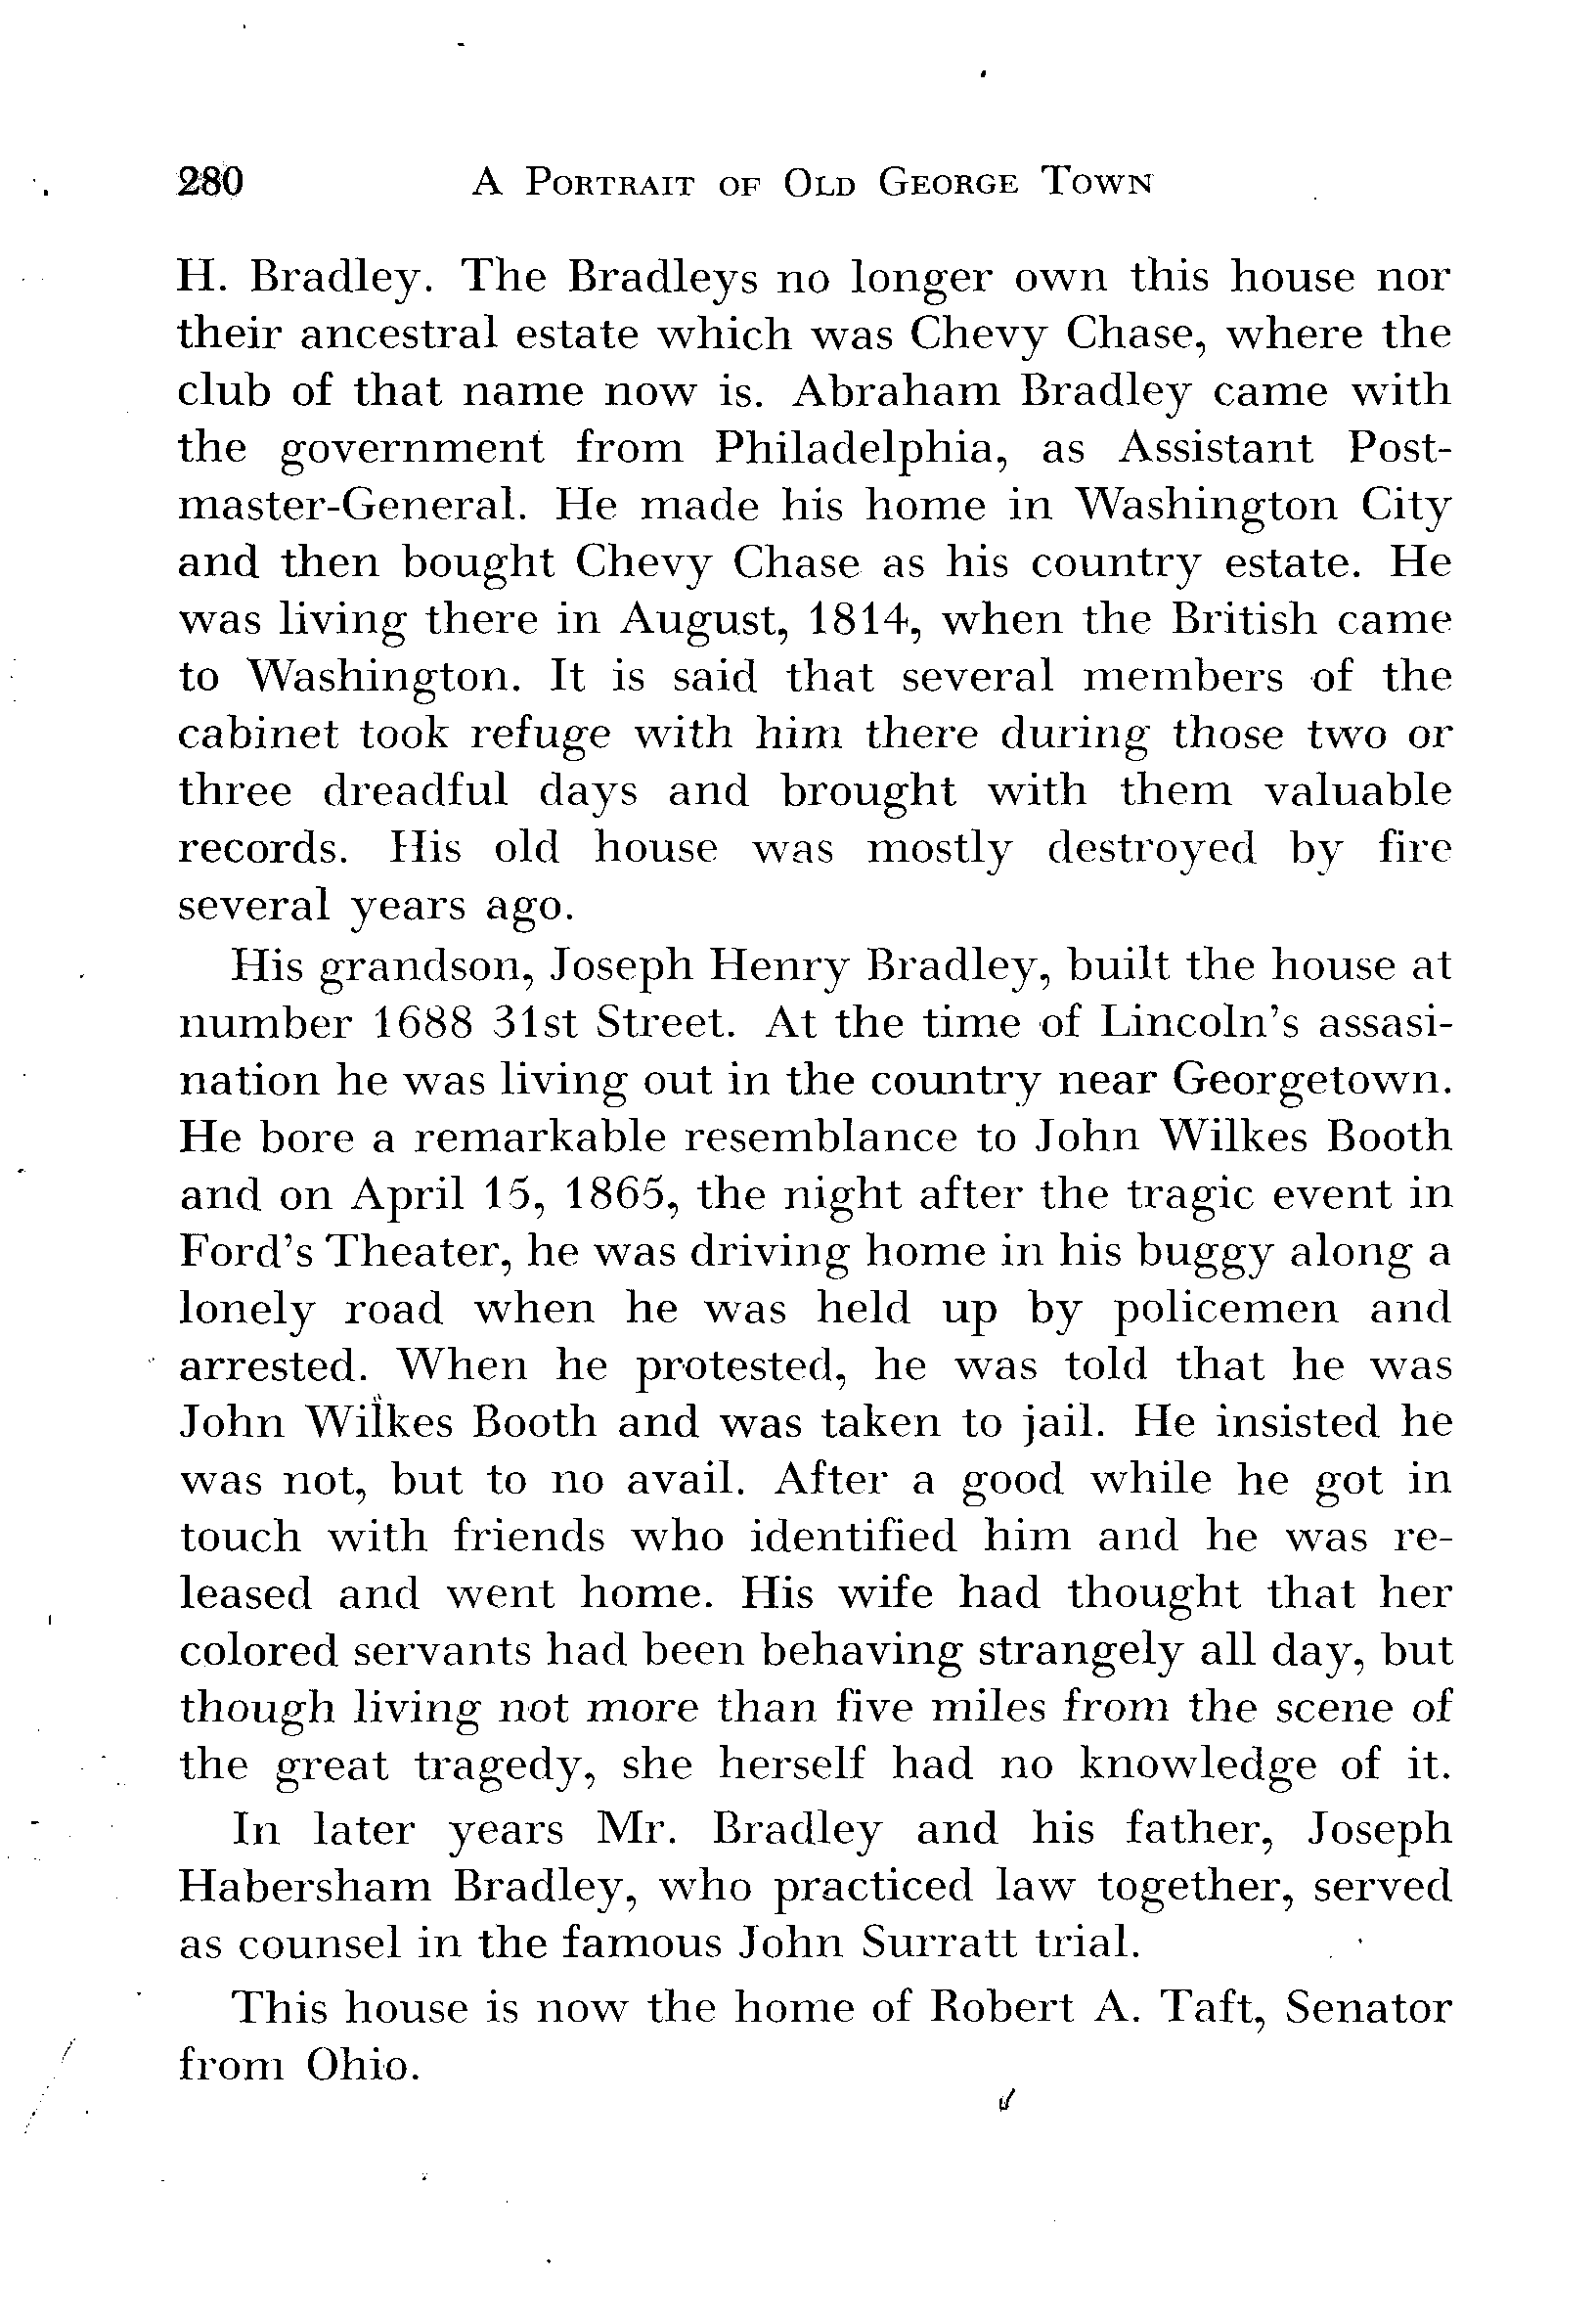 280 A PORTRAIT OF OLD GEORGE TOWN
H. Bradley. The Bradleys no longer own this house nor
their ancestral estate which was Chevy Chase, where the
club of that name now is. Abraham Bradley came with
the government from Philadelphia, as Assistant Post-
master-General. He made his home in Washington City
and then bought Chevy Chase as his country estate. He
was living there in August, 1814, when the British came
to Washington. It is said that several members of the
cabinet took refuge with him there during those two or
three dreadful days and brought with them valuable
records. His old house was mostly destroyed by fire
several years ago.
His grandson, Joseph Henry Bradley, built the house at
number 1688 31st Street. At the time of Lincoln's assasi-
nation he was living out in the country near Georgetown.
He bore a remarkable resemblance to John Wilkes Booth
and on April 15, 1865, the night after the tragic event in
Ford's Theater, he was driving home in his buggy along a
lonely road when he was held up by policemen and
arrested. When he protested, he was told that he was
John Wilkes Booth and was taken to jail. He insisted he
was not, but to no avail. After a good while he got in
touch with friends who identified him and he was re-
leased and went home. His wife had thought that her
colored servants had been behaving strangely all day, but
though living not more than five miles from the scene of
the great tragedy, she herself had no knowledge of it.
In later years Mr. Bradley and his father, Joseph
Habersham Bradley, who practiced law together, served
as counsel in the famous John Surratt trial.
This house is now the home of Robert A. Taft, Senator
from Ohio.